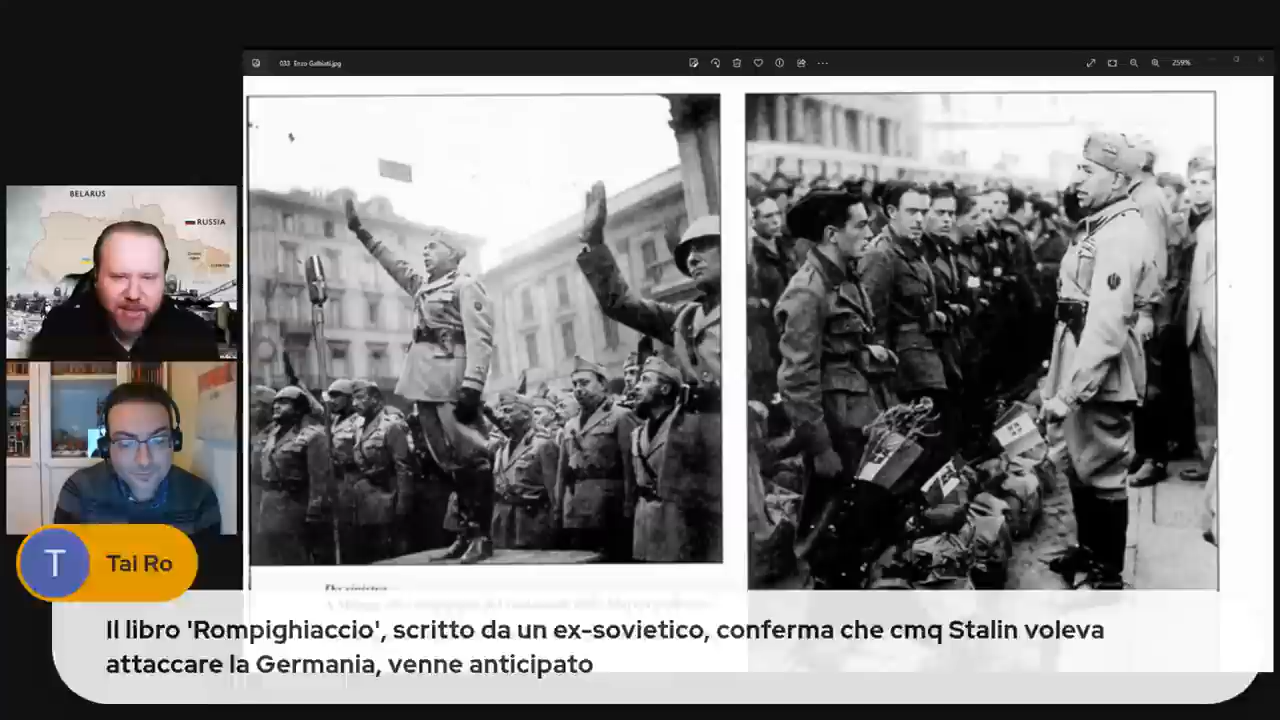 033 Enzo Galbiati.jpg
259%
BELARUS
RUSSIA
T
Tai Ro
Il libro 'Rompighiaccio', scritto da un ex-sovietico, conferma che cmq Stalin voleva
attaccare la Germania, venne anticipato